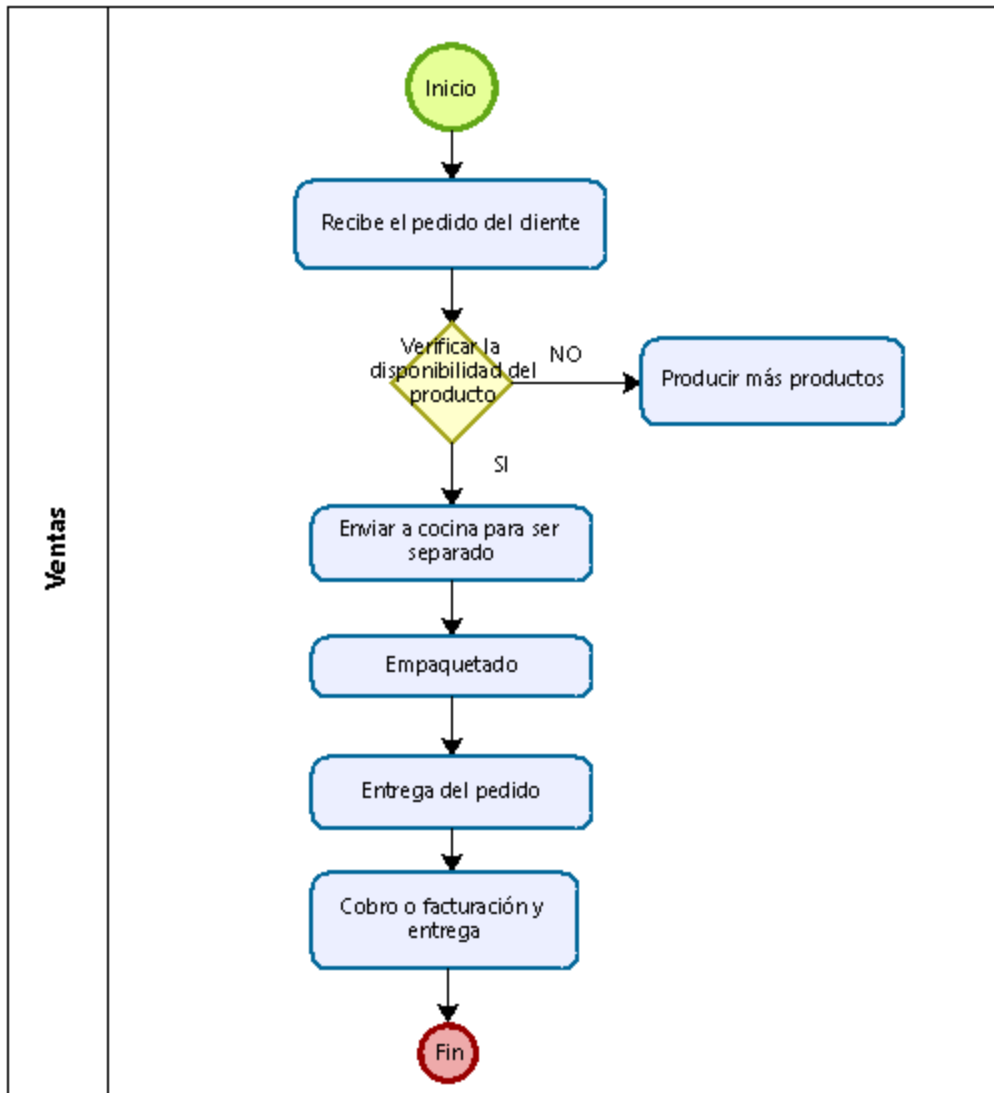 Ventas
Inicio
Recibe el pedido del cliente
Verificar la
disponibilidad del
producto
NO
Producir más productos
SI
Enviar a cocina para ser
separado
Empaquetado
Entrega del pedido
Cobro o facturación y
entrega
Fin